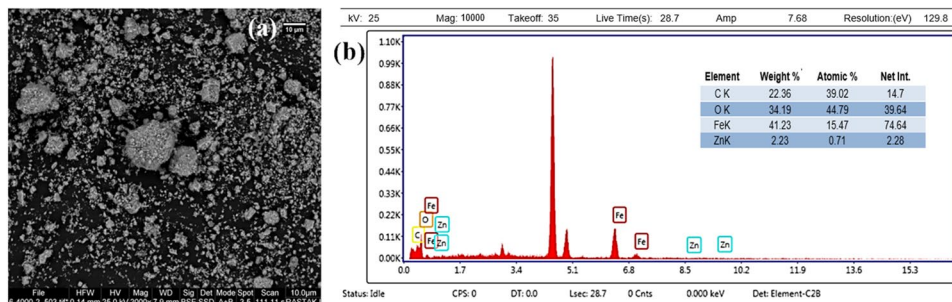 (a)
10 µm
File HFW HV Mag WD Sig Det Mode Spot Scan 10.0µm
(b)
kV: 25 Mag: 10000 Takeoff: 35 Live Time(s): 28.7 Amp 7.68 Resolution:(eV) 129.8
1.10K
0.99K
0.88K
0.77K
0.66K
0.55K
0.44K
0.33K
0.22K
0.11K
0.00K
0.0 1.7 3.4 5.1 6.8 8.5 10.2 11.9 13.6 15.3
Fe
O
Zn
C
Fe
Zn
Fe
Fe
Zn
Zn
Element Weight % Atomic % Net Int.
C K 22.36 39.02 14.7
O K 34.19 44.79 39.64
FeK 41.23 15.47 74.64
ZnK 2.23 0.71 2.28
Status: Idle CPS: 0 DT: 0.0 Lsec: 28.7 0 Cnts 0.000 keV Det: Element-C2B